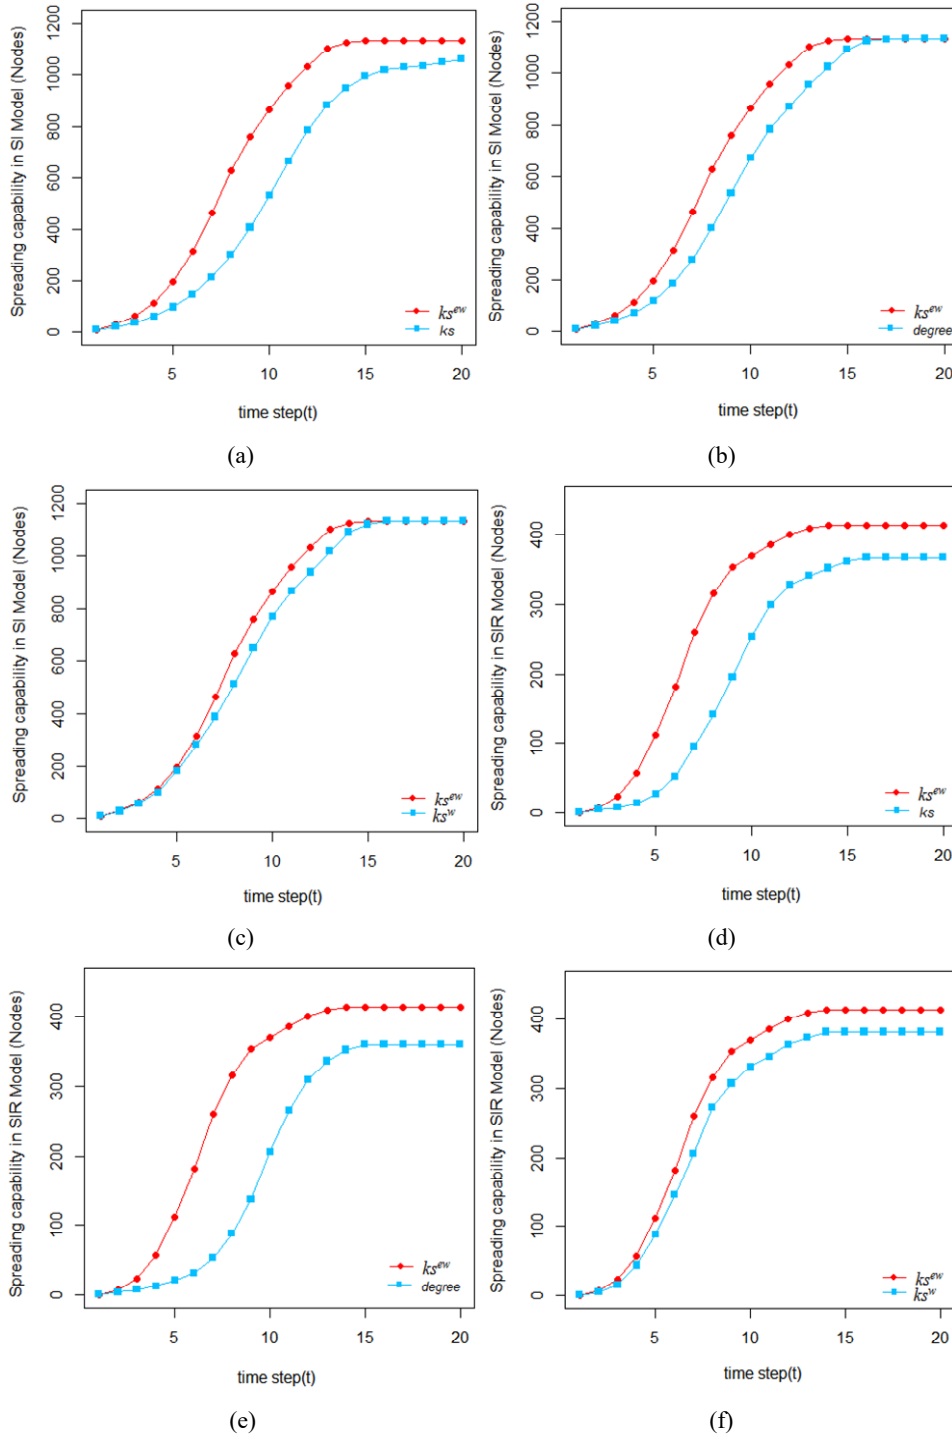 Spreading capability in SI Model (Nodes)
1200
1000
800
600
400
200
0
ks^ew
ks
5 10 15 20
time step(t)
(a)
Spreading capability in SI Model (Nodes)
1200
1000
800
600
400
200
0
ks^ew
degree
5 10 15 20
time step(t)
(b)
Spreading capability in SI Model (Nodes)
1200
1000
800
600
400
200
0
ks^ew
ks^w
5 10 15 20
time step(t)
(c)
Spreading capability in SIR Model (Nodes)
400
300
200
100
0
ks^ew
ks
5 10 15 20
time step(t)
(d)
Spreading capability in SIR Model (Nodes)
400
300
200
100
0
ks^ew
degree
5 10 15 20
time step(t)
(e)
Spreading capability in SIR Model (Nodes)
400
300
200
100
0
ks^ew
ks^w
5 10 15 20
time step(t)
(f)